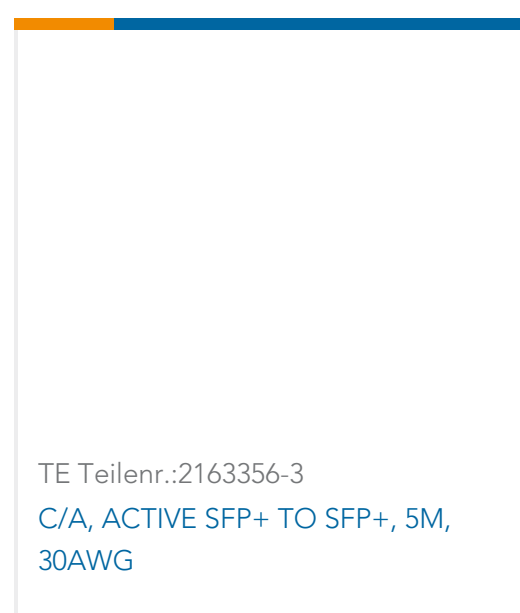 TE Teilenr.:2163356-3
C/A, ACTIVE SFP+ TO SFP+, 5M,
30AWG